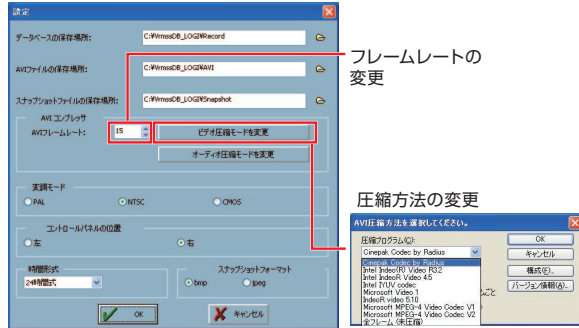 設定
データベースの保存場所:
C:¥VrmssDB_LOGI¥Record
AVIファイルの保存場所:
C:¥VrmssDB_LOGI¥AVI
スナップショットファイルの保存場所:
C:¥VrmssDB_LOGI¥Snapshot
AVI コンプレッサ
AVIフレームレート:
15
ビデオ圧縮モードを変更
オーディオ圧縮モードを変更
変調モード
PAL
NTSC
CMOS
コントロールパネルの位置
左
右
時間形式
24時間式
スナップショットフォーマット
bmp
jpeg
OK
キャンセル
フレームレートの
変更
圧縮方法の変更
AVI圧縮方法を選択してください。
圧縮プログラム(C):
Cinepak Codec by Radius
Cinepak Codec by Radius
Intel Indeo(R) Video R3.2
Intel IndeoR Video 4.5
Intel IYUV codec
Microsoft Video 1
IndeoR video 5.10
Microsoft MPEG-4 Video Codec V1
Microsoft MPEG-4 Video Codec V2
全フレーム (未圧縮)
ムごと
OK
キャンセル
構成(F)...
バージョン情報(A)...